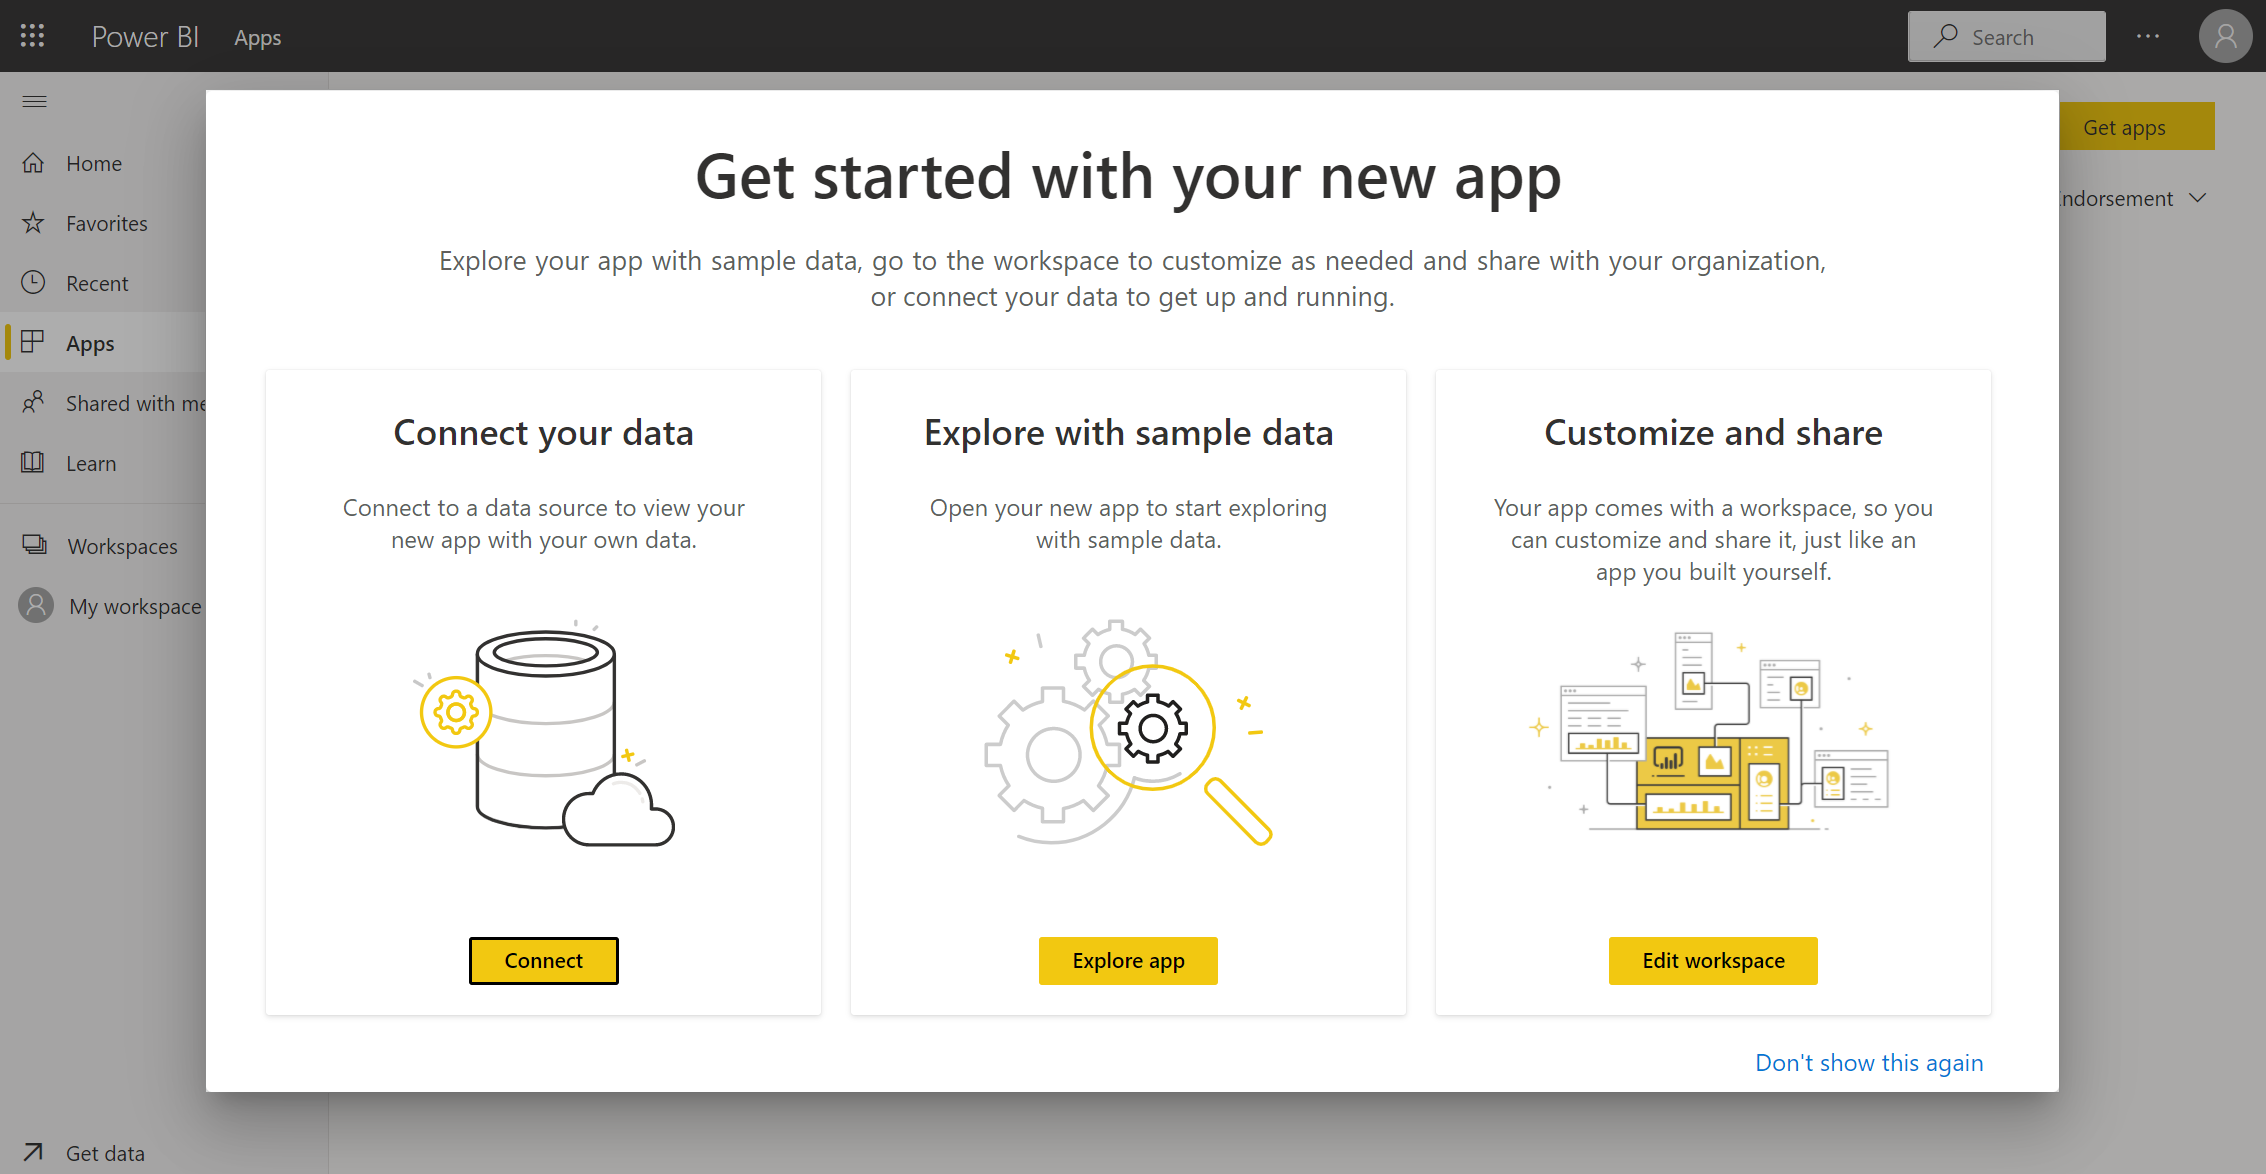 Power BI Apps
Search
Get apps
ndorsement
Home
Favorites
Recent
Apps
Shared with me
Learn
Workspaces
My workspace
Get data
Get started with your new app
Explore your app with sample data, go to the workspace to customize as needed and share with your organization,
or connect your data to get up and running.
Connect your data
Connect to a data source to view your
new app with your own data.
Connect
Explore with sample data
Open your new app to start exploring
with sample data.
Explore app
Customize and share
Your app comes with a workspace, so you
can customize and share it, just like an
app you built yourself.
Edit workspace
Don't show this again